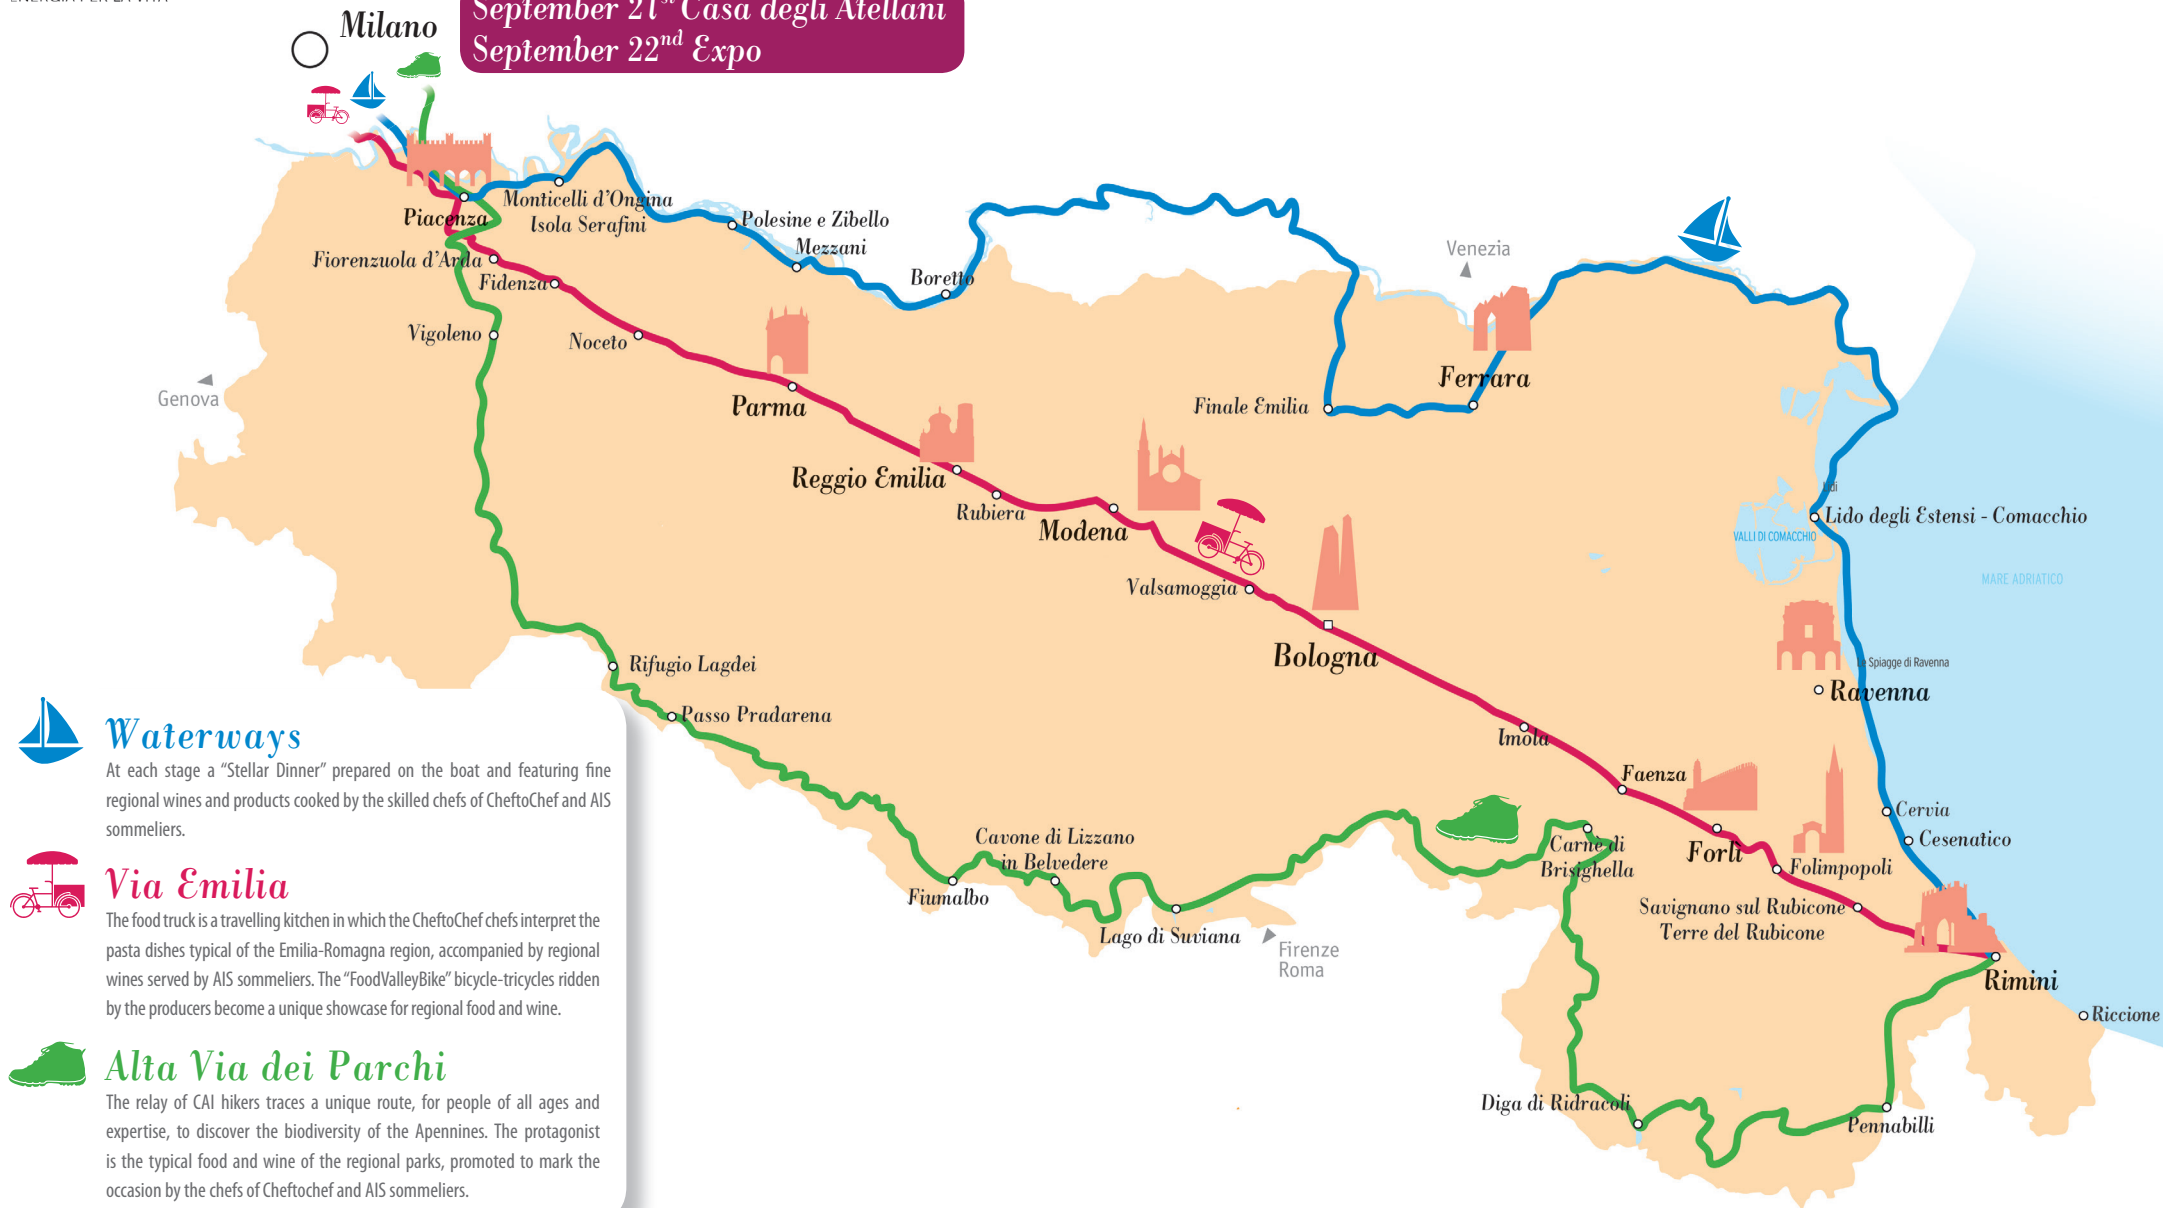 ENERGIA PER LA VITA
Milano
September 21st Casa degli Atellani
September 22nd Expo
Piacenza
Monticelli d'Ongina
Isola Serafini
Polesine e Zibello
Mezzani
Boretto
Venezia
Fiorenzuola d'Arda
Fidenza
Vigoleno
Noceto
Genova
Parma
Finale Emilia
Ferrara
Reggio Emilia
Rubiera
Modena
Valsamoggia
Bologna
Lidi
Lido degli Estensi - Comacchio
VALLI DI COMACCHIO
MARE ADRIATICO
Le Spiagge di Ravenna
Ravenna
Rifugio Lagdei
Passo Pradarena
Imola
Faenza
Cervia
Cesenatico
Cavone di Lizzano
in Belvedere
Fiumalbo
Lago di Suviana
Firenze
Roma
Carnè di
Brisighella
Forlì
Folimpopoli
Savignano sul Rubicone
Terre del Rubicone
Rimini
Riccione
Diga di Ridracoli
Pennabilli
Waterways
At each stage a “Stellar Dinner” prepared on the boat and featuring fine
regional wines and products cooked by the skilled chefs of CheftoChef and AIS
sommeliers.
Via Emilia
The food truck is a travelling kitchen in which the CheftoChef chefs interpret the
pasta dishes typical of the Emilia-Romagna region, accompanied by regional
wines served by AIS sommeliers. The “FoodValleyBike” bicycle-tricycles ridden
by the producers become a unique showcase for regional food and wine.
Alta Via dei Parchi
The relay of CAI hikers traces a unique route, for people of all ages and
expertise, to discover the biodiversity of the Apennines. The protagonist
is the typical food and wine of the regional parks, promoted to mark the
occasion by the chefs of Cheftochef and AIS sommeliers.